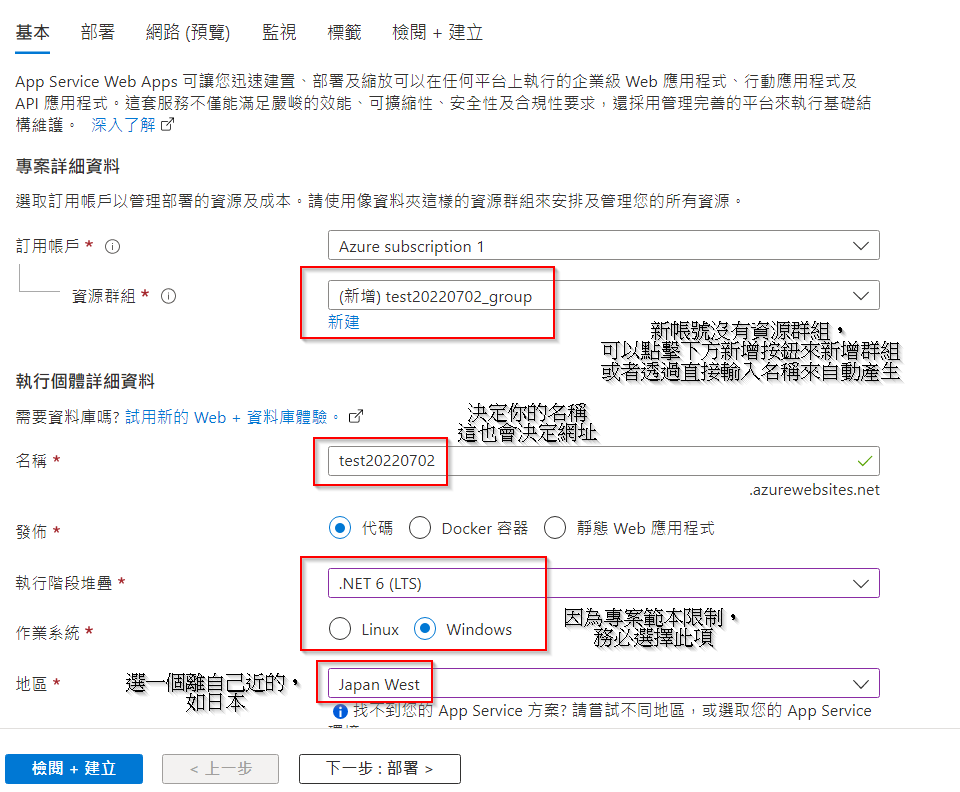 基本 部署 網路 (預覽) 監視 標籤 檢閱 + 建立
App Service Web Apps 可讓您迅速建置、部署及縮放可以在任何平台上執行的企業級 Web 應用程式、行動應用程式及
API 應用程式。這套服務不僅能滿足嚴峻的效能、可擴縮性、安全性及合規性要求，還採用管理完善的平台來執行基礎結
構維護。 深入了解
專案詳細資料
選取訂用帳戶以管理部署的資源及成本。請使用像資料夾這樣的資源群組來安排及管理您的所有資源。
訂用帳戶 * Azure subscription 1
資源群組 * (新增) test20220702_group
新建
新帳號沒有資源群組，
可以點擊下方新增按鈕來新增群組
或者透過直接輸入名稱來自動產生
執行個體詳細資料
需要資料庫嗎? 試用新的 Web + 資料庫體驗。
決定你的名稱
這也會決定網址
名稱 * test20220702
.azurewebsites.net
發佈 * 代碼 Docker 容器 靜態 Web 應用程式
執行階段堆疊 * .NET 6 (LTS)
作業系統 * Linux Windows
因為專案範本限制，
務必選擇此項
地區 * Japan West
選一個離自己近的，
如日本
找不到您的 App Service 方案? 請嘗試不同地區，或選取您的 App Service
檢閱 + 建立 < 上一步 下一步 : 部署 >